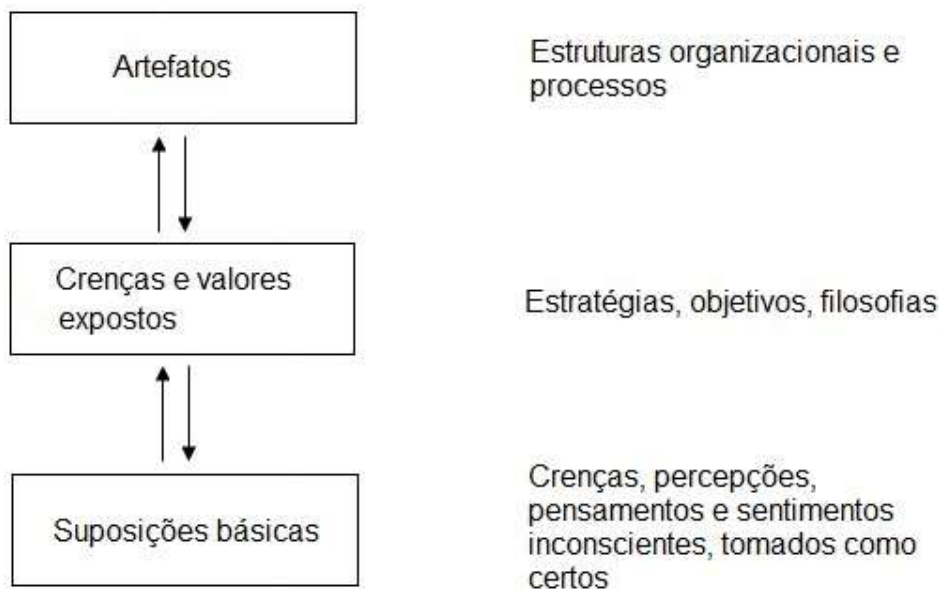 Artefatos
Estruturas organizacionais e
processos
Crenças e valores
expostos
Estratégias, objetivos, filosofias
Suposições básicas
Crenças, percepções,
pensamentos e sentimentos
inconscientes, tomados como
certos